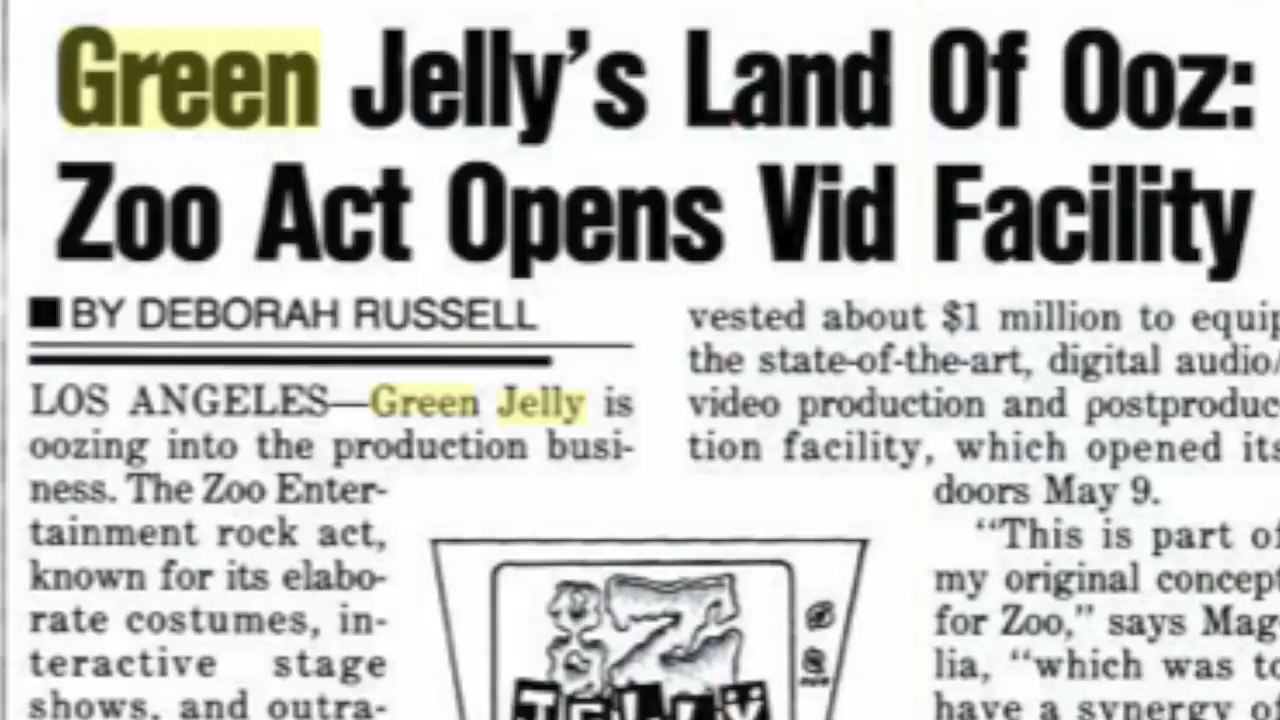 Green Jelly's Land Of Ooz:
Zoo Act Opens Vid Facility
BY DEBORAH RUSSELL
LOS ANGELES—Green Jelly is
oozing into the production busi-
ness. The Zoo Enter-
tainment rock act,
known for its elabo-
rate costumes, in-
teractive stage
shows, and outra-
vested about $1 million to equip
the state-of-the-art, digital audio/
video production and postproduc-
tion facility, which opened its
doors May 9.
"This is part of
my original concept
for Zoo," says Mag-
lia, "which was to
have a synergy of